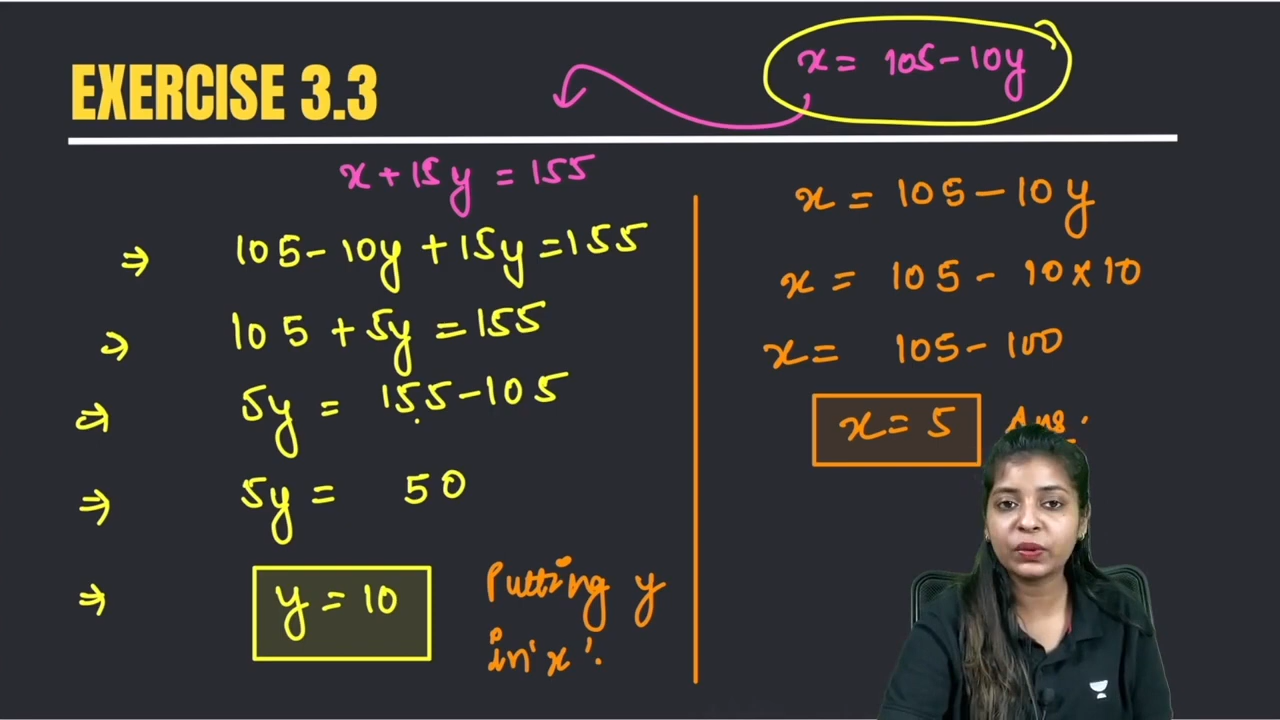 EXERCISE 3.3
x = 105 - 10y
x + 15y = 155
⇒ 105 - 10y + 15y = 155
⇒ 105 + 5y = 155
⇒ 5y = 155 - 105
⇒ 5y = 50
⇒ y = 10
Putting y
in 'x'.
x = 105 - 10y
x = 105 - 10 × 10
x = 105 - 100
x = 5 Ans.